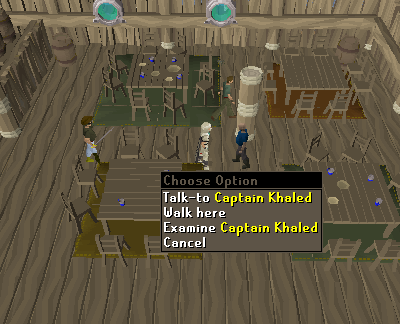 Choose Option
Talk-to Captain Khaled
Walk here
Examine Captain Khaled
Cancel